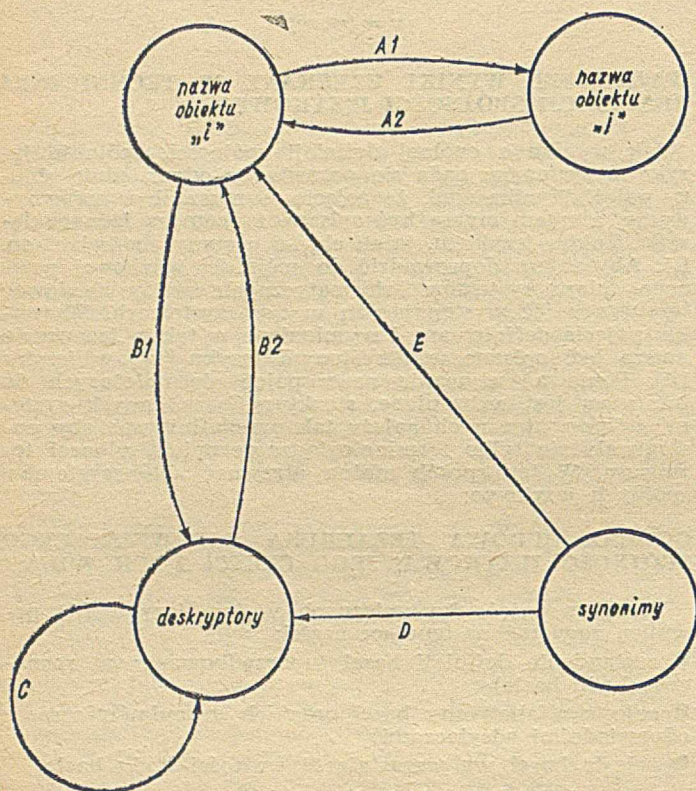 A1
nazwa
obiektu
„i”
nazwa
obiektu
„j”
A2
B1
B2
E
deskryptory
synonimy
D
C